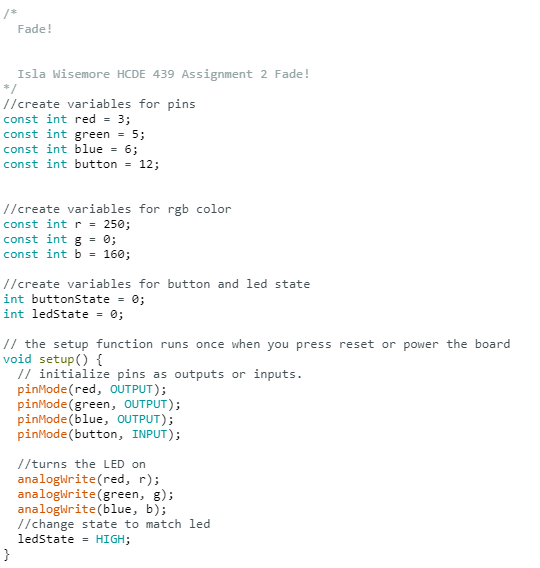 /*
  Fade!
  Isla Wisemore HCDE 439 Assignment 2 Fade!
*/
//create variables for pins
const int red = 3;
const int green = 5;
const int blue = 6;
const int button = 12;
//create variables for rgb color
const int r = 250;
const int g = 0;
const int b = 160;
//create variables for button and led state
int buttonState = 0;
int ledState = 0;
// the setup function runs once when you press reset or power the board
void setup() {
  // initialize pins as outputs or inputs.
  pinMode(red, OUTPUT);
  pinMode(green, OUTPUT);
  pinMode(blue, OUTPUT);
  pinMode(button, INPUT);
  //turns the LED on
  analogWrite(red, r);
  analogWrite(green, g);
  analogWrite(blue, b);
  //change state to match led
  ledState = HIGH;
}